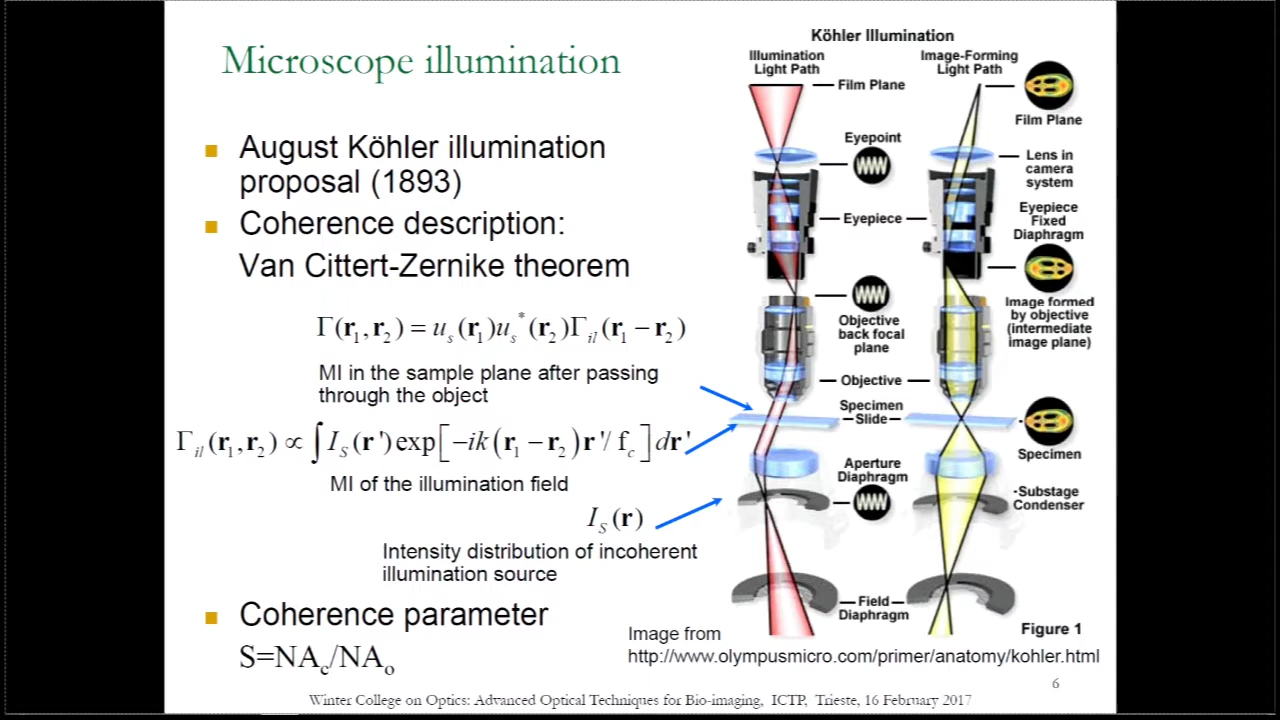 Microscope illumination
August Köhler illumination
proposal (1893)
Coherence description:
Van Cittert-Zernike theorem
Γ(r₁,r₂) = uₛ(r₁)uₛ*(r₂)Γᵢₗ(r₁ − r₂)
MI in the sample plane after passing
through the object
Γᵢₗ(r₁,r₂) ∝ ∫ I_S(r')exp[−ik(r₁ − r₂)r'/f_c]dr'
MI of the illumination field
I_S(r)
Intensity distribution of incoherent
illumination source
Coherence parameter
S=NA_c/NA_o
Köhler Illumination
Illumination
Light Path
Image-Forming
Light Path
Film Plane
Film Plane
Eyepoint
Lens in
camera
system
Eyepiece
Eyepiece
Fixed
Diaphragm
Image formed
by objective
(intermediate
image plane)
Objective
back focal
plane
Objective
Specimen
Slide
Specimen
Aperture
Diaphragm
Substage
Condenser
Field
Diaphragm
Figure 1
Image from
http://www.olympusmicro.com/primer/anatomy/kohler.html
6
Winter College on Optics: Advanced Optical Techniques for Bio-imaging, ICTP, Trieste, 16 February 2017